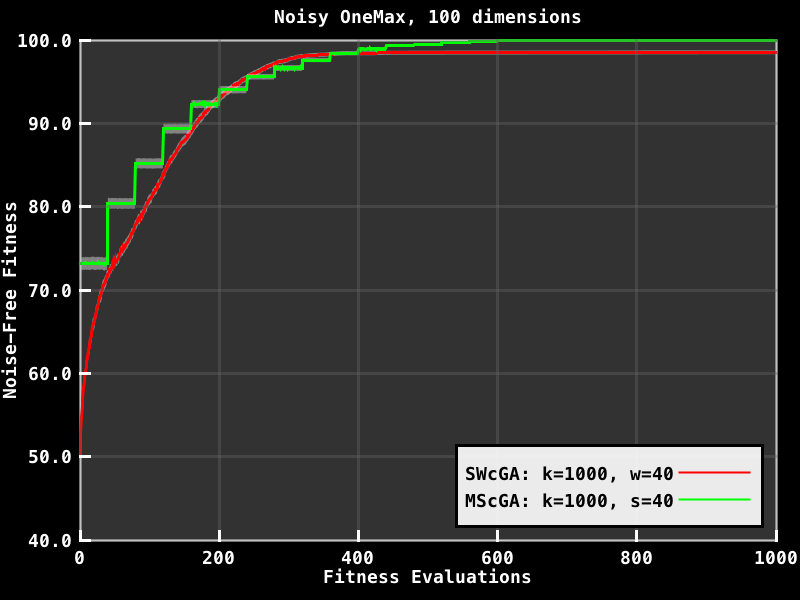 Noisy OneMax, 100 dimensions
100.0
90.0
80.0
70.0
60.0
50.0
40.0
Noise-Free Fitness
SWcGA: k=1000, w=40
MScGA: k=1000, s=40
0 200 400 600 800 1000
Fitness Evaluations